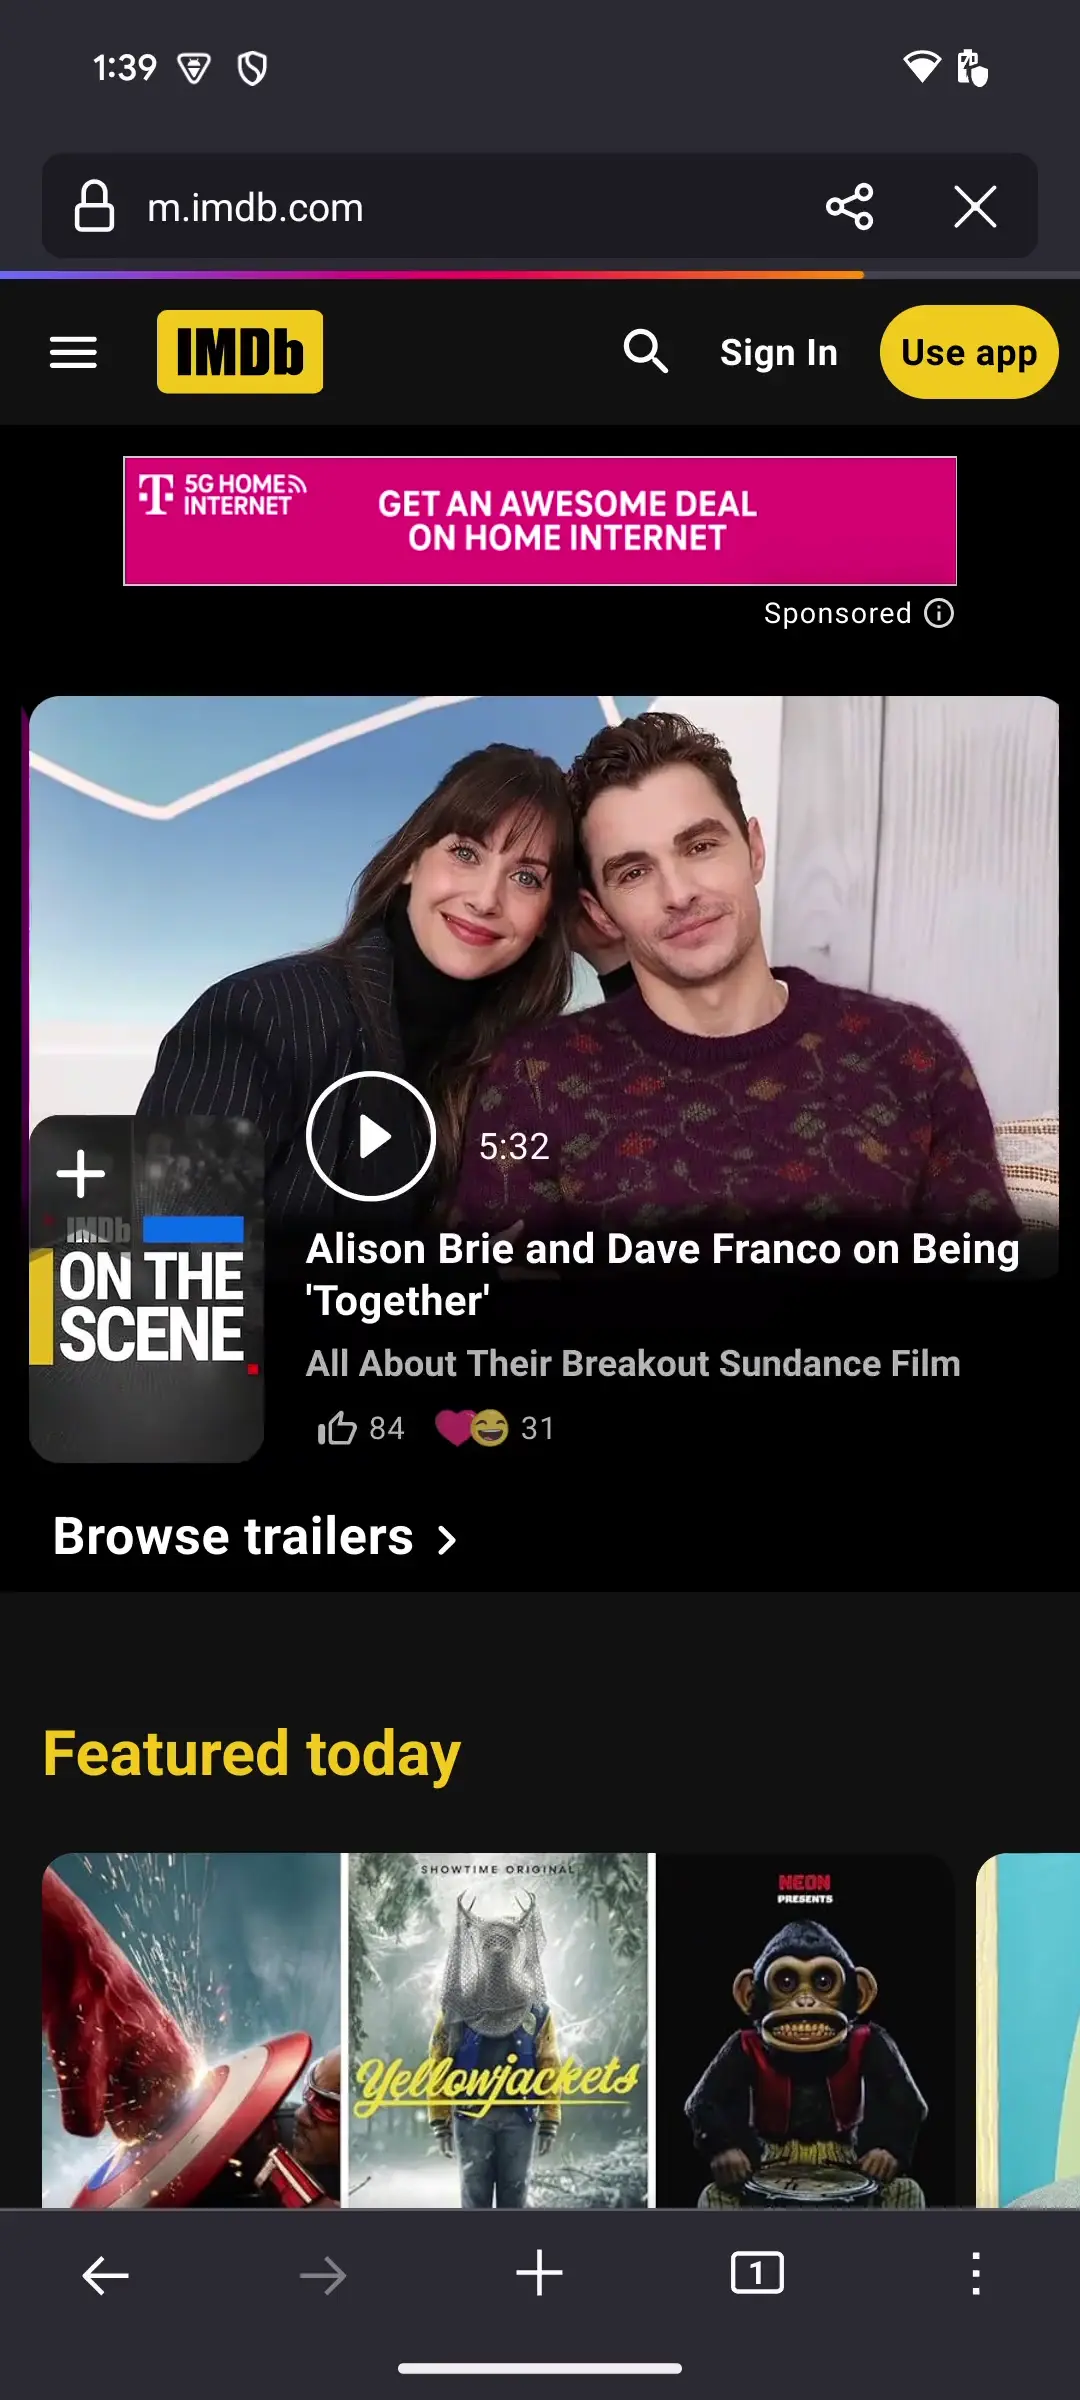 1:39
m.imdb.com
IMDb
Sign In
Use app
T 5G HOME
INTERNET
GET AN AWESOME DEAL
ON HOME INTERNET
Sponsored
5:32
IMDb
ON THE
SCENE
Alison Brie and Dave Franco on Being
'Together'
All About Their Breakout Sundance Film
84
31
Browse trailers
Featured today
SHOWTIME ORIGINAL
Yellowjackets
NEON
PRESENTS
1